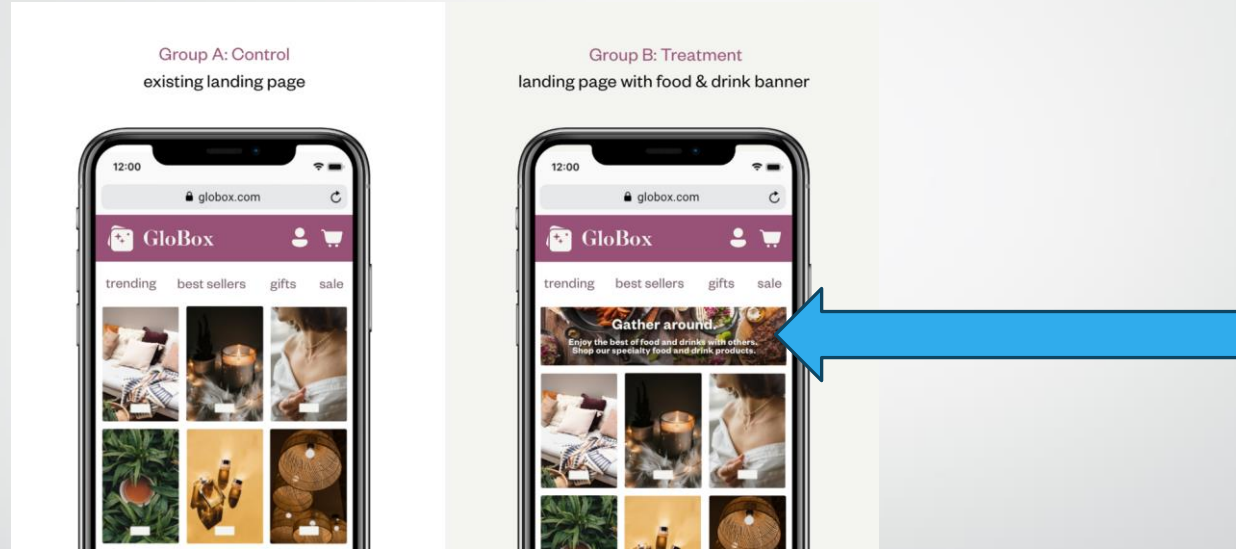 Group A: Control
existing landing page
12:00
globox.com
GloBox
trending best sellers gifts sale
Group B: Treatment
landing page with food & drink banner
12:00
globox.com
GloBox
trending best sellers gifts sale
Gather around.
Enjoy the best of food and drinks with others.
Shop our specialty food and drink products.